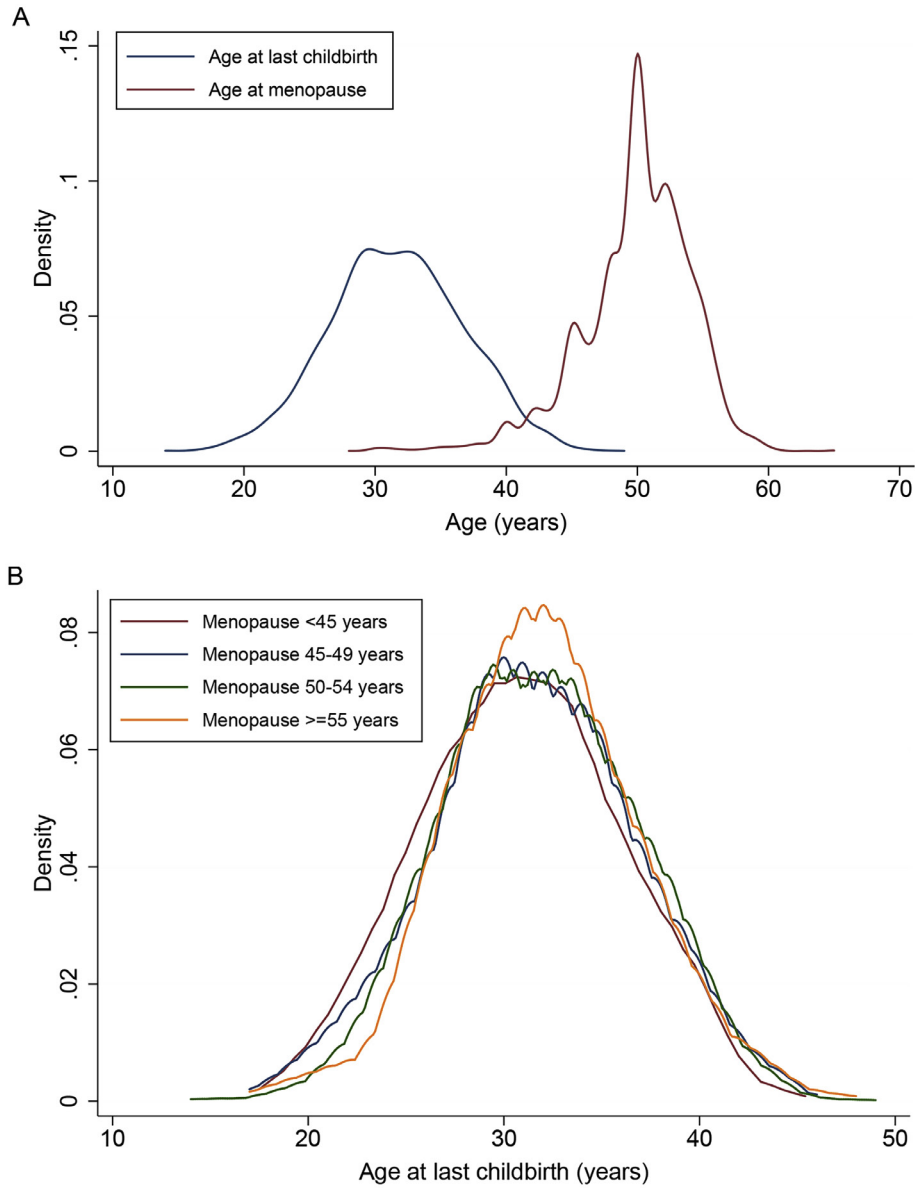 A
Age at last childbirth
Age at menopause
.15
.1
.05
0
Density
10 20 30 40 50 60 70
Age (years)
B
Menopause <45 years
Menopause 45-49 years
Menopause 50-54 years
Menopause >=55 years
.08
.06
.04
.02
0
Density
10 20 30 40 50
Age at last childbirth (years)